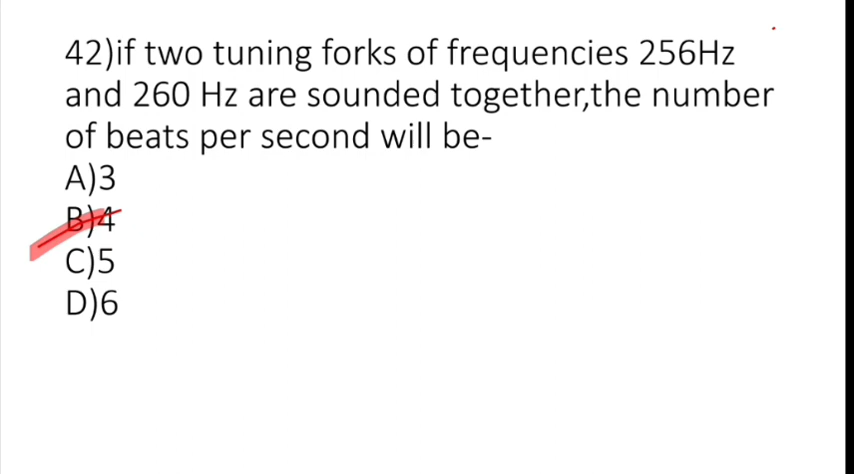 42)if two tuning forks of frequencies 256Hz
and 260 Hz are sounded together,the number
of beats per second will be-
A)3
B)4
C)5
D)6